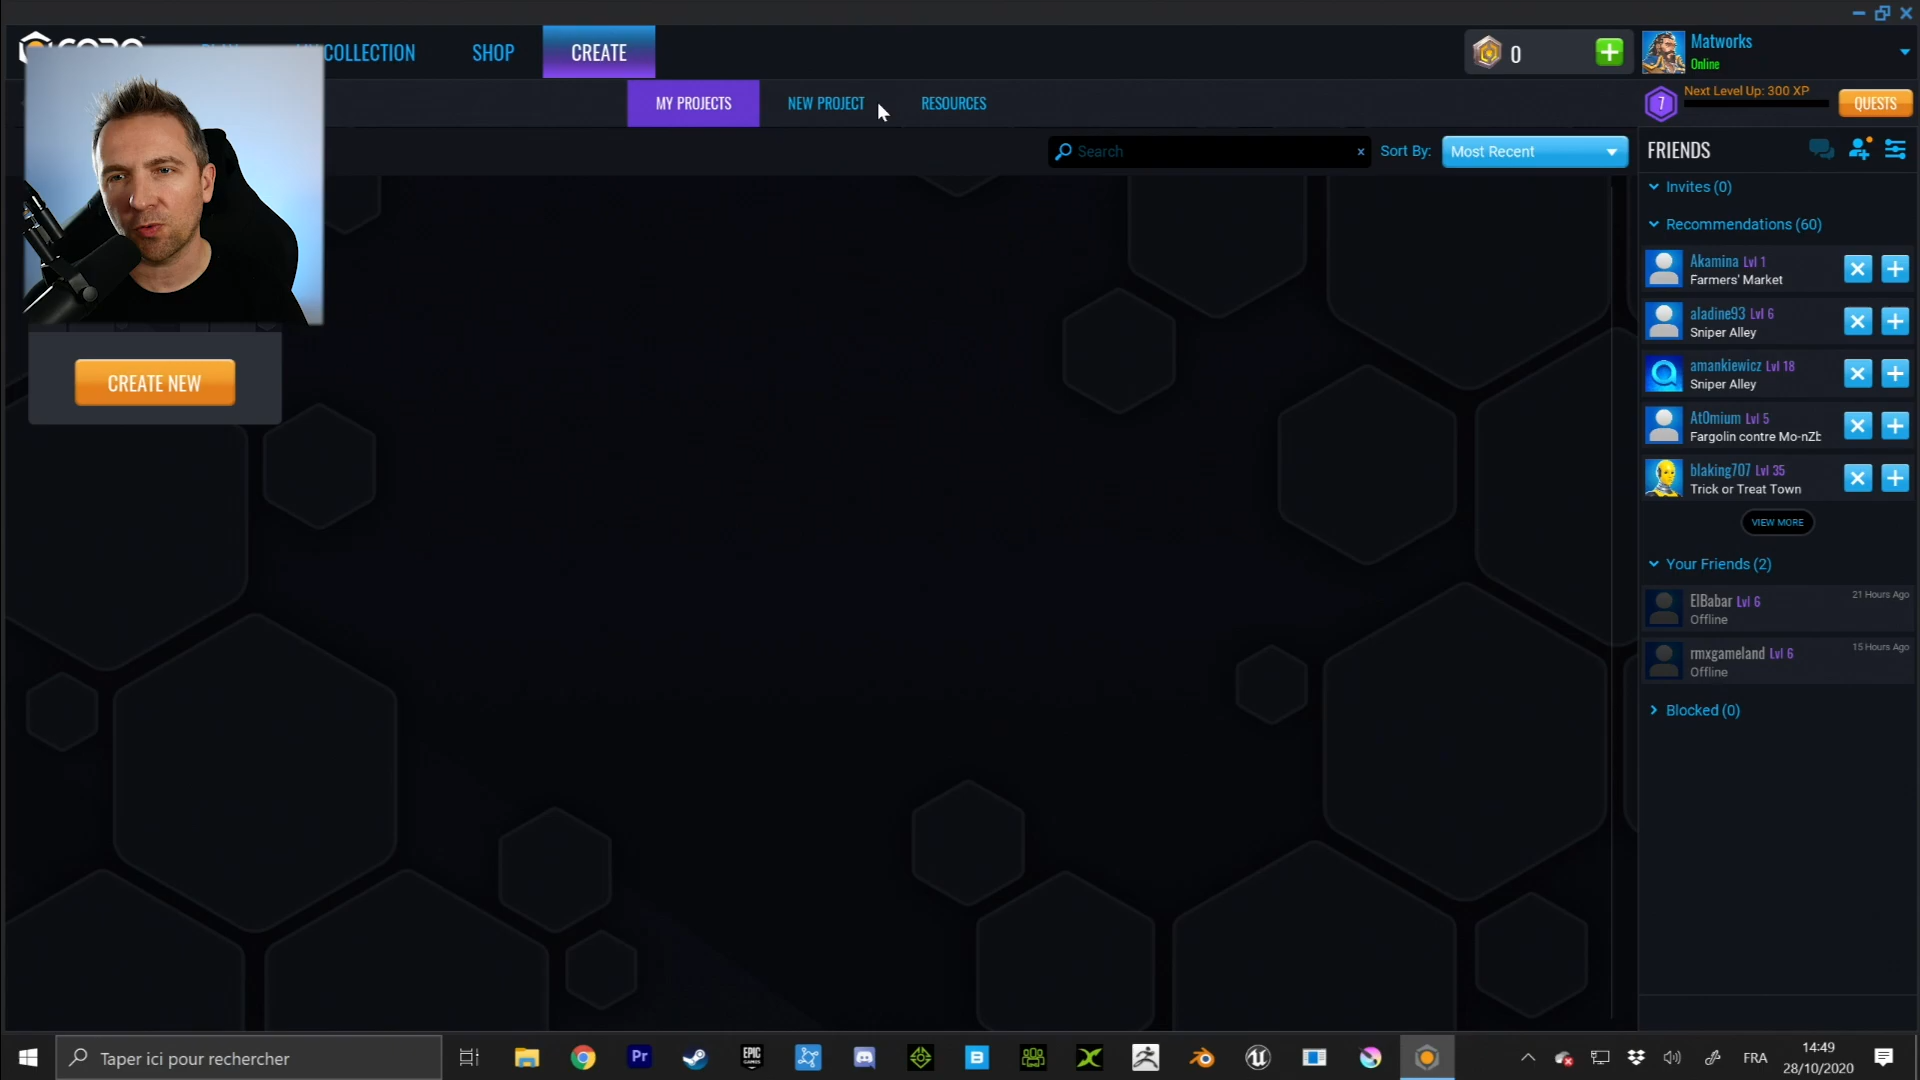 COLLECTION
SHOP
CREATE
0
Matworks
Online
MY PROJECTS
NEW PROJECT
RESOURCES
7
Next Level Up: 300 XP
QUESTS
Search
×
Sort By:
Most Recent
FRIENDS
Invites (0)
Recommendations (60)
Akamina Lvl 1
Farmers' Market
aladine93 Lvl 6
Sniper Alley
amankiewicz Lvl 18
Sniper Alley
At0mium Lvl 5
Fargolin contre Mo-nZb
blaking707 Lvl 35
Trick or Treat Town
VIEW MORE
CREATE NEW
Your Friends (2)
ElBabar Lvl 6
21 Hours Ago
Offline
rmxgameland Lvl 6
15 Hours Ago
Offline
Blocked (0)
Taper ici pour rechercher
Pr
EPIC
GAMES
B
FRA
14:49
28/10/2020